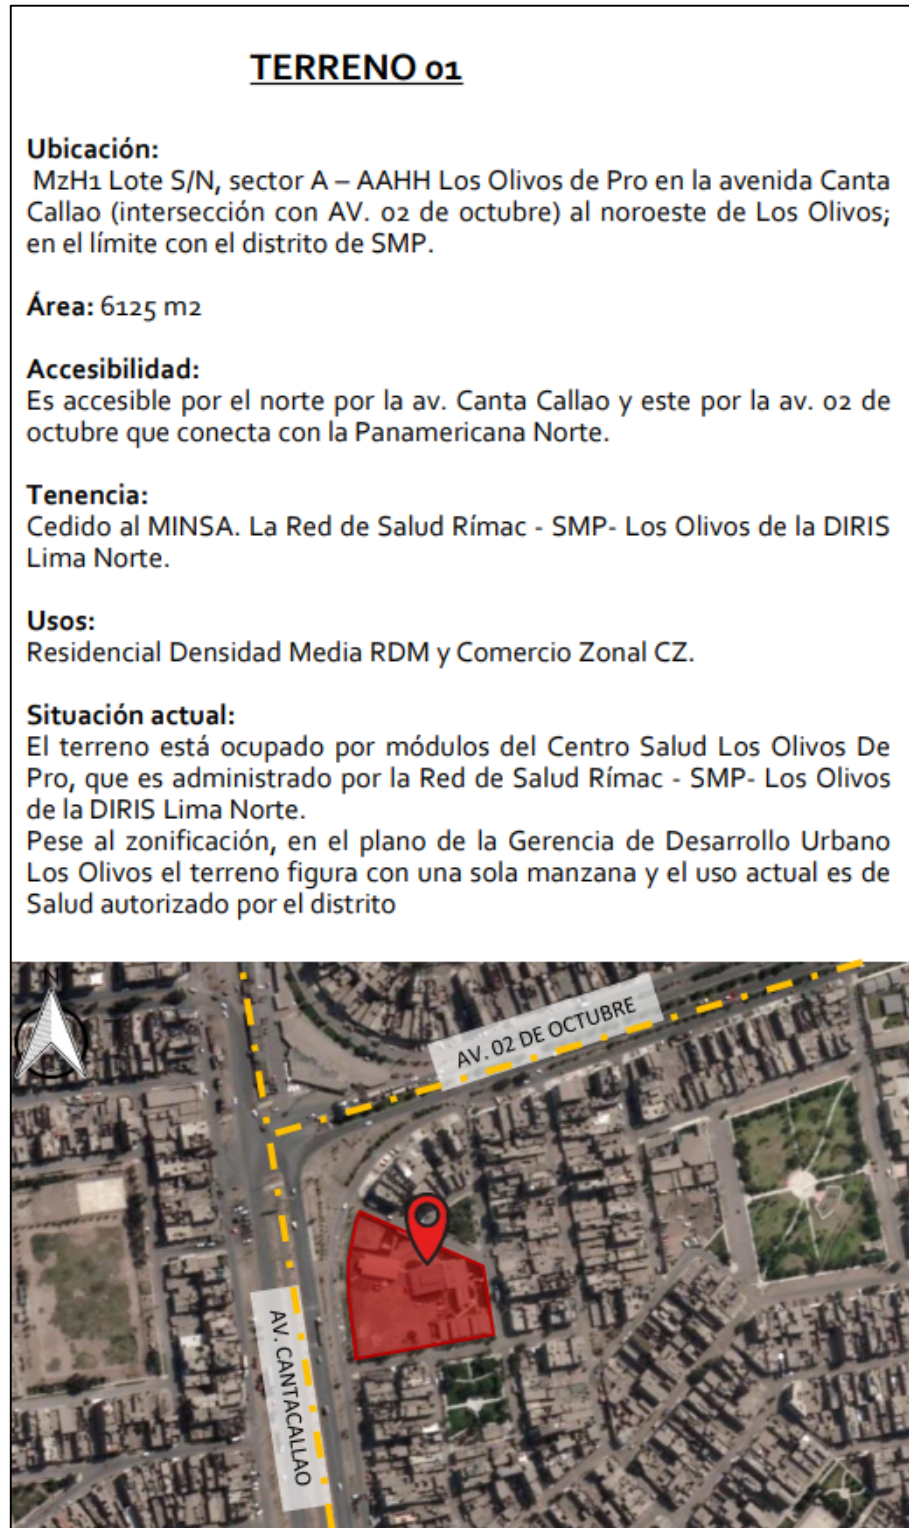 TERRENO 01
Ubicación:
MzH1 Lote S/N, sector A – AAHH Los Olivos de Pro en la avenida Canta
Callao (intersección con AV. 02 de octubre) al noroeste de Los Olivos;
en el límite con el distrito de SMP.
Área: 6125 m2
Accesibilidad:
Es accesible por el norte por la av. Canta Callao y este por la av. 02 de
octubre que conecta con la Panamericana Norte.
Tenencia:
Cedido al MINSA. La Red de Salud Rímac - SMP- Los Olivos de la DIRIS
Lima Norte.
Usos:
Residencial Densidad Media RDM y Comercio Zonal CZ.
Situación actual:
El terreno está ocupado por módulos del Centro Salud Los Olivos De
Pro, que es administrado por la Red de Salud Rímac - SMP- Los Olivos
de la DIRIS Lima Norte.
Pese al zonificación, en el plano de la Gerencia de Desarrollo Urbano
Los Olivos el terreno figura con una sola manzana y el uso actual es de
Salud autorizado por el distrito
N
AV. 02 DE OCTUBRE
AV. CANTACALLAO